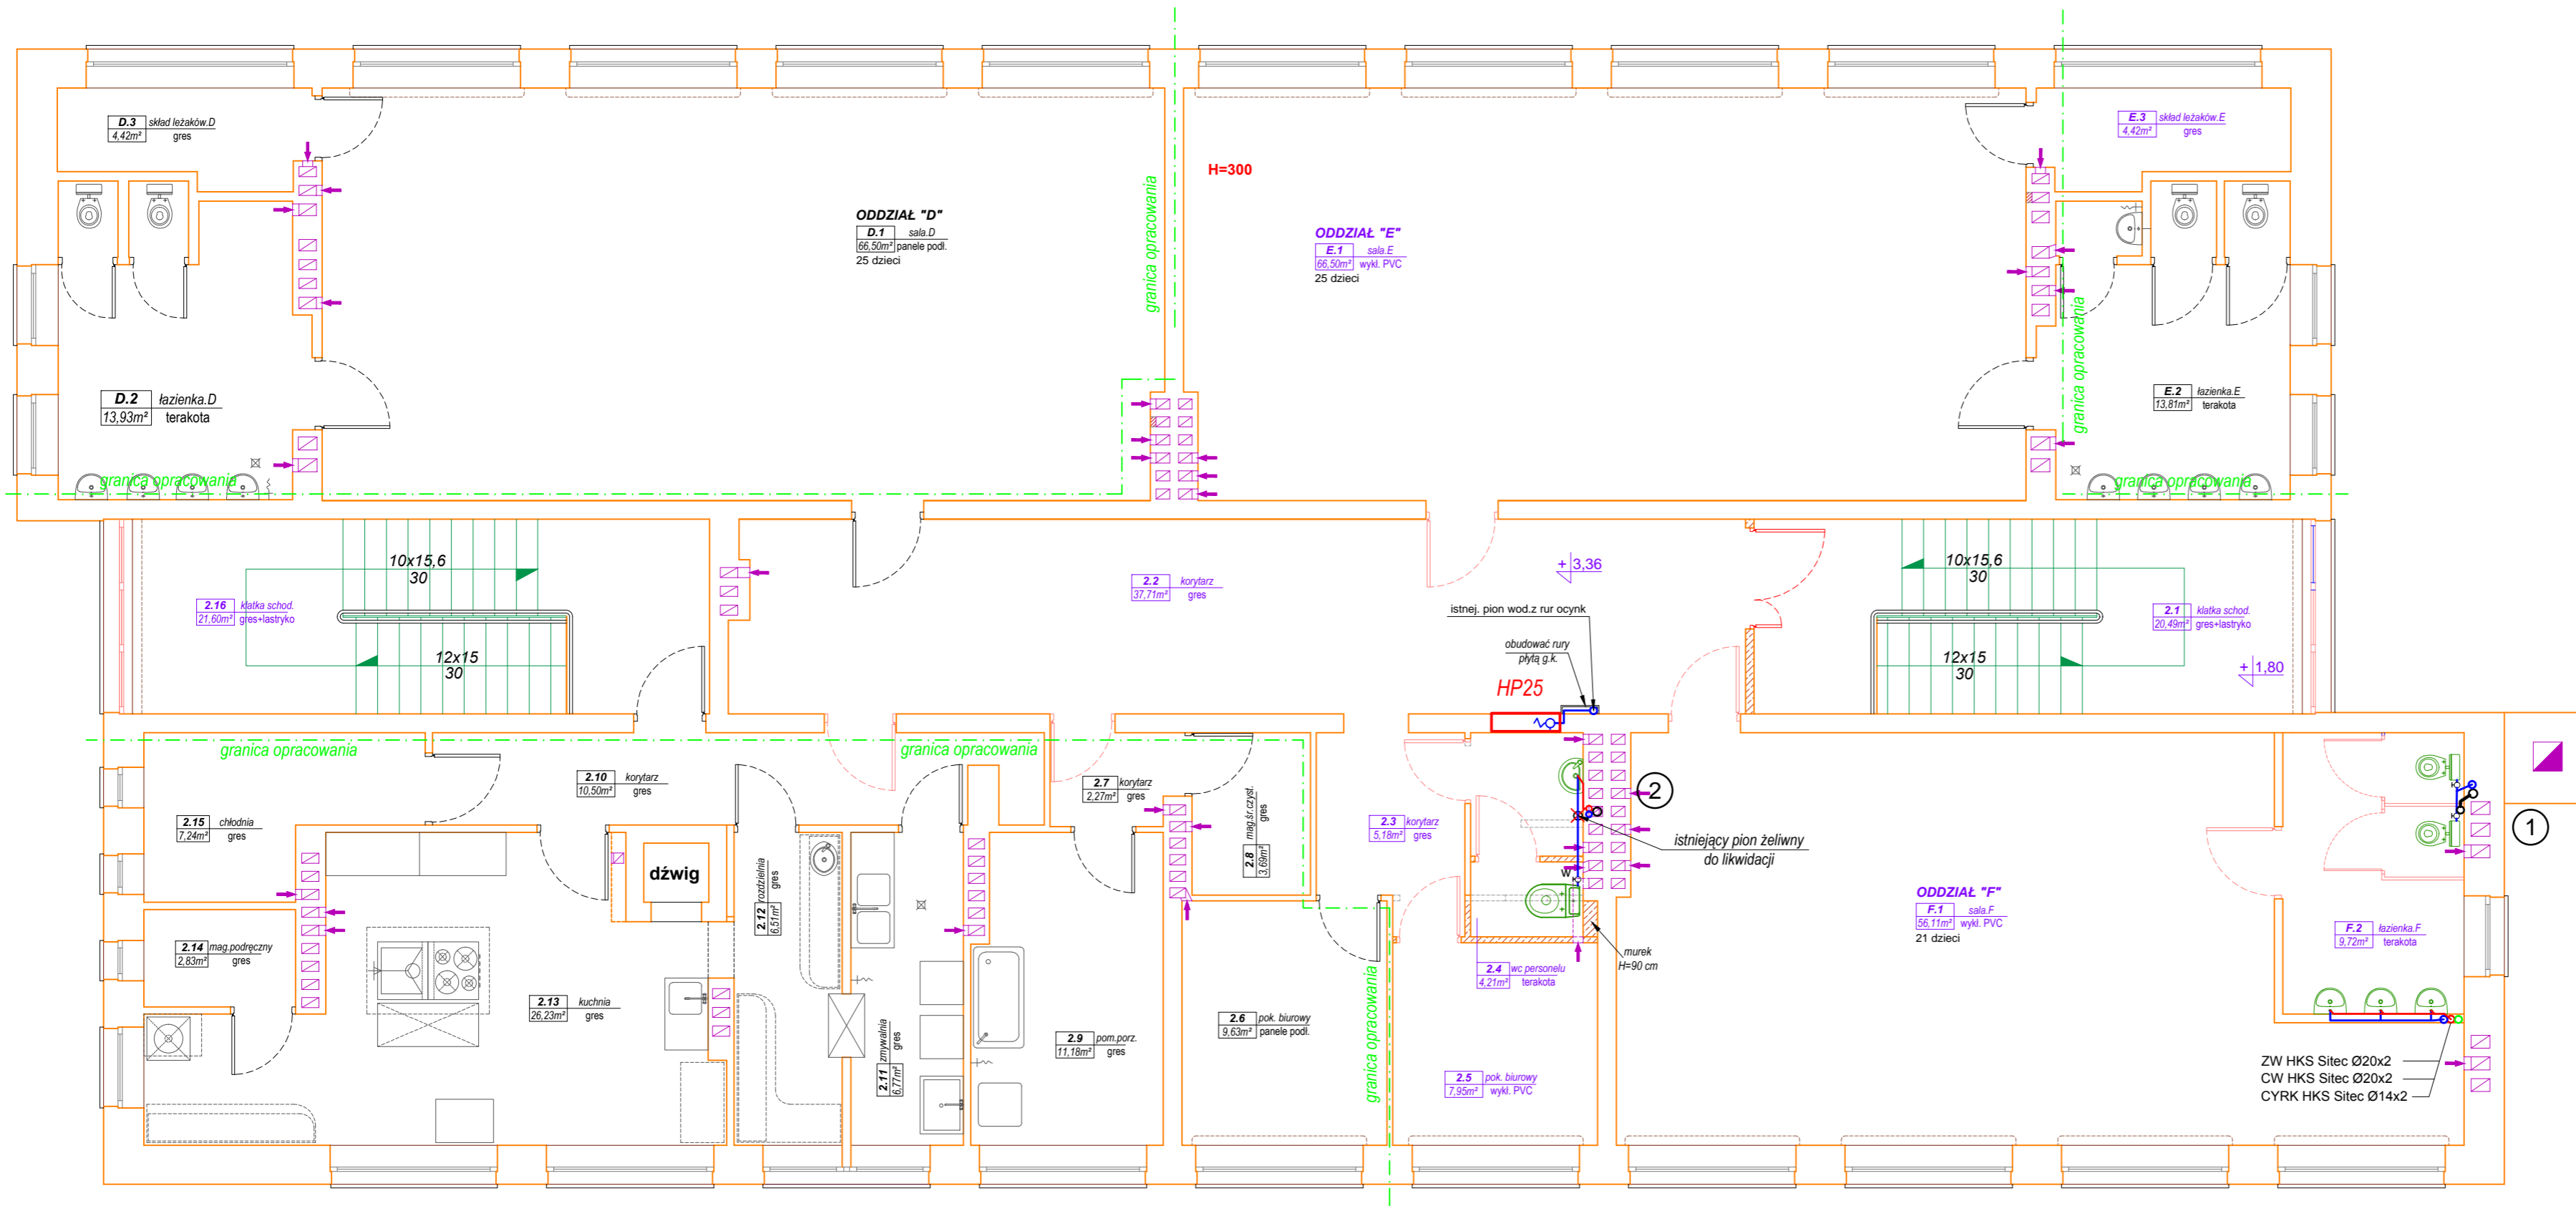 D.3 skład leżaków.D
4,42m² gres
H=300
E.3 skład leżaków.E
4,42m² gres
ODDZIAŁ "D"
D.1 sala.D
66,50m² panele podł.
25 dzieci
granica opracowania
ODDZIAŁ "E"
E.1 sala.E
66,50m² wykł. PVC
25 dzieci
granica opracowania
D.2 łazienka.D
13,93m² terakota
E.2 łazienka.E
13,81m² terakota
granica opracowania
granica opracowania
10x15,6
30
2.16 klatka schod.
21,60m² gres+lastryko
12x15
30
2.2 korytarz
37,71m² gres
+3,36
istniej. pion wod.z rur ocynk
obudować rury
płytą g.k.
HP25
10x15,6
30
2.1 klatka schod.
20,49m² gres+lastryko
12x15
30
+1,80
granica opracowania
granica opracowania
2.10 korytarz
10,50m² gres
2.7 korytarz
2,27m² gres
2.15 chłodnia
7,24m² gres
dźwig
2.12 rozdzielnia
6,51m² gres
2.8 mag.śr.czyst.
3,69m² gres
2.3 korytarz
5,18m² gres
2
istniejący pion żeliwny
do likwidacji
W
K
K
K
1
2.14 mag.podręczny
2,83m² gres
2.13 kuchnia
26,23m² gres
2.11 zmywalnia
6,77m² gres
2.9 pom.porz.
11,18m² gres
2.6 pok. biurowy
9,63m² panele podł.
granica opracowania
2.4 wc personelu
4,21m² terakota
murek
H=90 cm
2.5 pok. biurowy
7,95m² wykł. PVC
ODDZIAŁ "F"
F.1 sala.F
56,11m² wykł. PVC
21 dzieci
F.2 łazienka.F
9,72m² terakota
ZW HKS Sitec Ø20x2
CW HKS Sitec Ø20x2
CYRK HKS Sitec Ø14x2